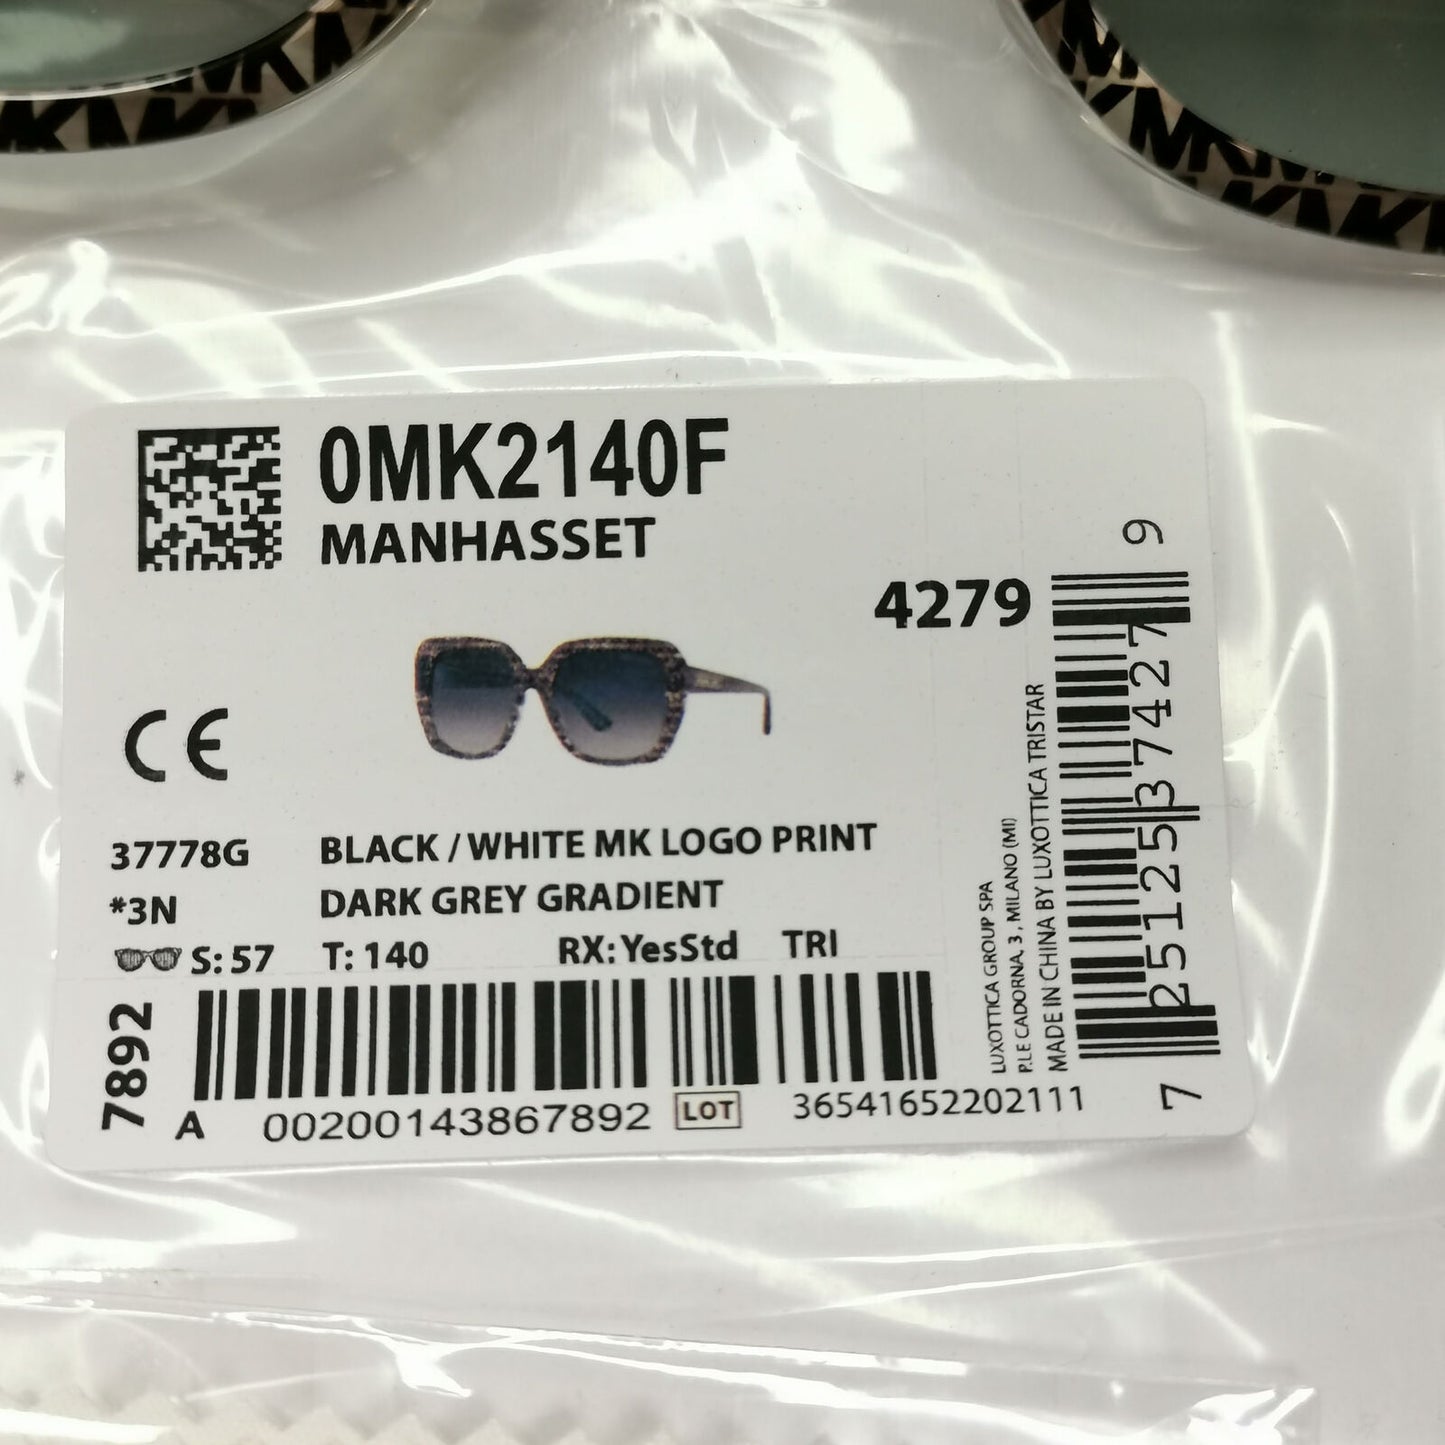 0MK2140F
MANHASSET
4279
CE
37778G BLACK / WHITE MK LOGO PRINT
*3N DARK GREY GRADIENT
S: 57 T: 140 RX: YesStd TRI
7892
A 00200143867892 LOT 36541652202111
LUXOTTICA GROUP SPA
P.LE CADORNA, 3, MILANO (MI)
MADE IN CHINA BY LUXOTTICA TRISTAR
7 25125 37427 9